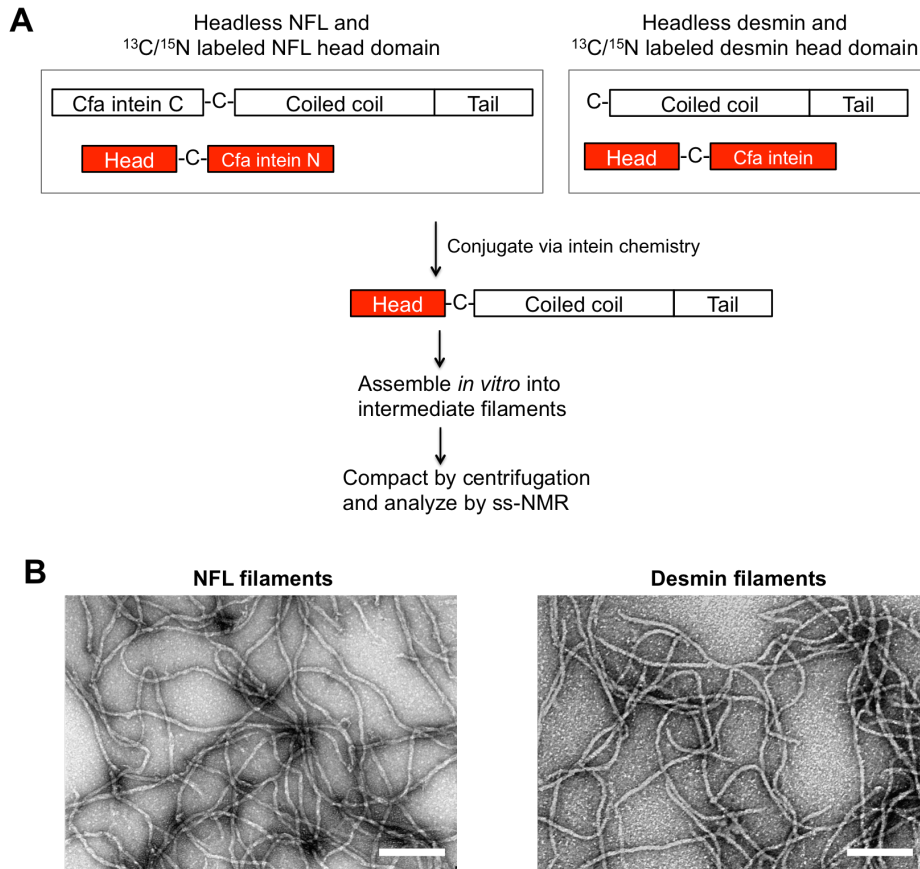 A
Headless NFL and
¹³C/¹⁵N labeled NFL head domain
Cfa intein C -C- Coiled coil Tail
Head -C- Cfa intein N
Headless desmin and
¹³C/¹⁵N labeled desmin head domain
C- Coiled coil Tail
Head -C- Cfa intein
Conjugate via intein chemistry
Head -C- Coiled coil Tail
Assemble in vitro into
intermediate filaments
Compact by centrifugation
and analyze by ss-NMR
B
NFL filaments
Desmin filaments